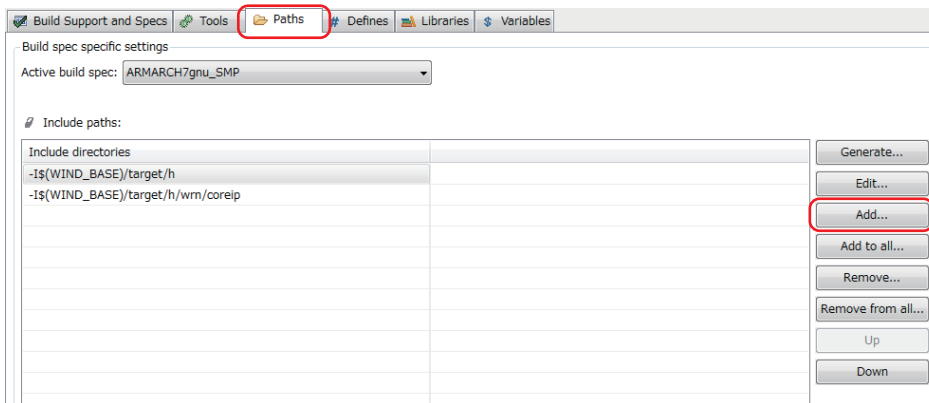 Build Support and Specs Tools Paths # Defines Libraries $ Variables
Build spec specific settings
Active build spec: ARMARCH7gnu_SMP
Include paths:
Include directories
-I$(WIND_BASE)/target/h
-I$(WIND_BASE)/target/h/wrn/coreip
Generate...
Edit...
Add...
Add to all...
Remove...
Remove from all...
Up
Down